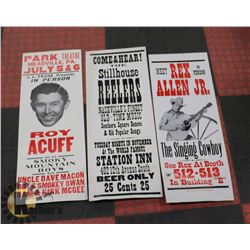 PARK THEATRE
MEADVILLE, PA.
JULY 5&6
IN PERSON
ROY
ACUFF
SMOKY
MOUNTAIN
BOYS
UNCLE DAVE MACON
SMOKEY SWAN
KIRK McGEE
COME & HEAR!
THE
Stillhouse
REELERS
NASHVILLE'S FINEST
OLD TIME MUSIC
Southern Square Dances
& Old Popular Songs
TUESDAY NIGHTS IN NOVEMBER
At The WORLD FAMOUS
STATION INN
402 12th Avenue South
BEER ONLY
25 Cents 25
MEET IN PERSON
REX
ALLEN JR.
The Singing Cowboy
See Rex At Booth
512-513
In Building "E"